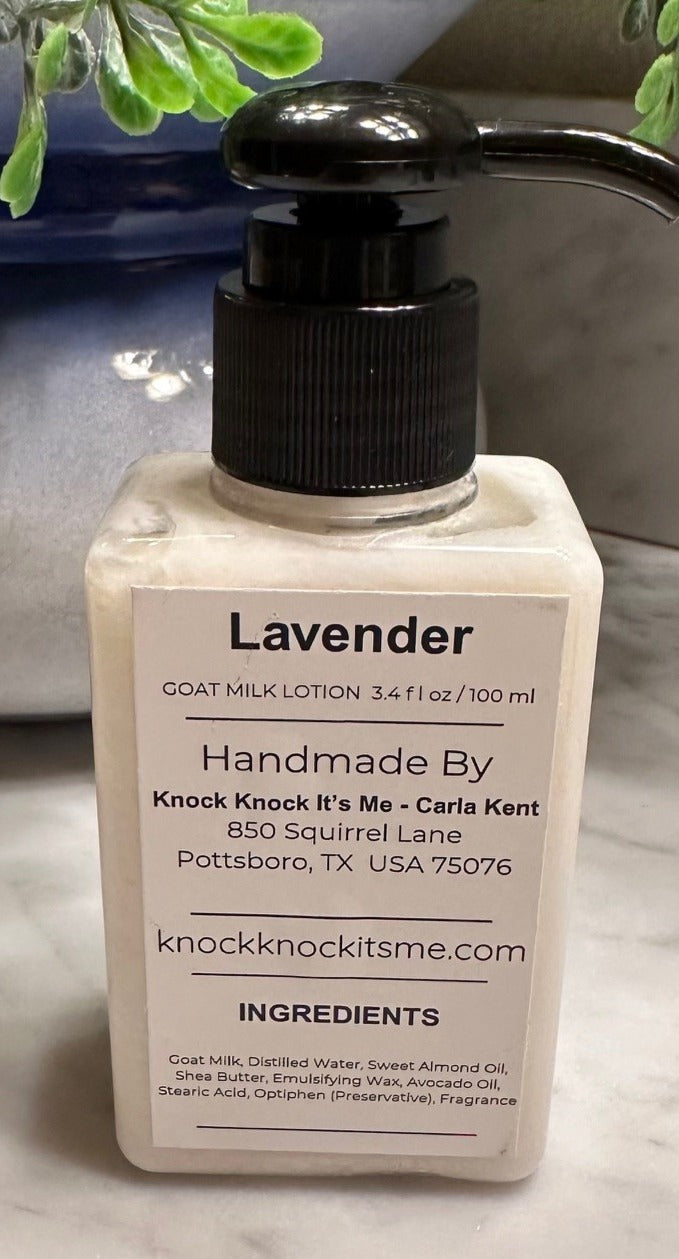 Lavender
GOAT MILK LOTION 3.4 fl oz / 100 ml
Handmade By
Knock Knock It's Me - Carla Kent
850 Squirrel Lane
Pottsboro, TX USA 75076
knockknockitsme.com
INGREDIENTS
Goat Milk, Distilled Water, Sweet Almond Oil,
Shea Butter, Emulsifying Wax, Avocado Oil,
Stearic Acid, Optiphen (Preservative), Fragrance